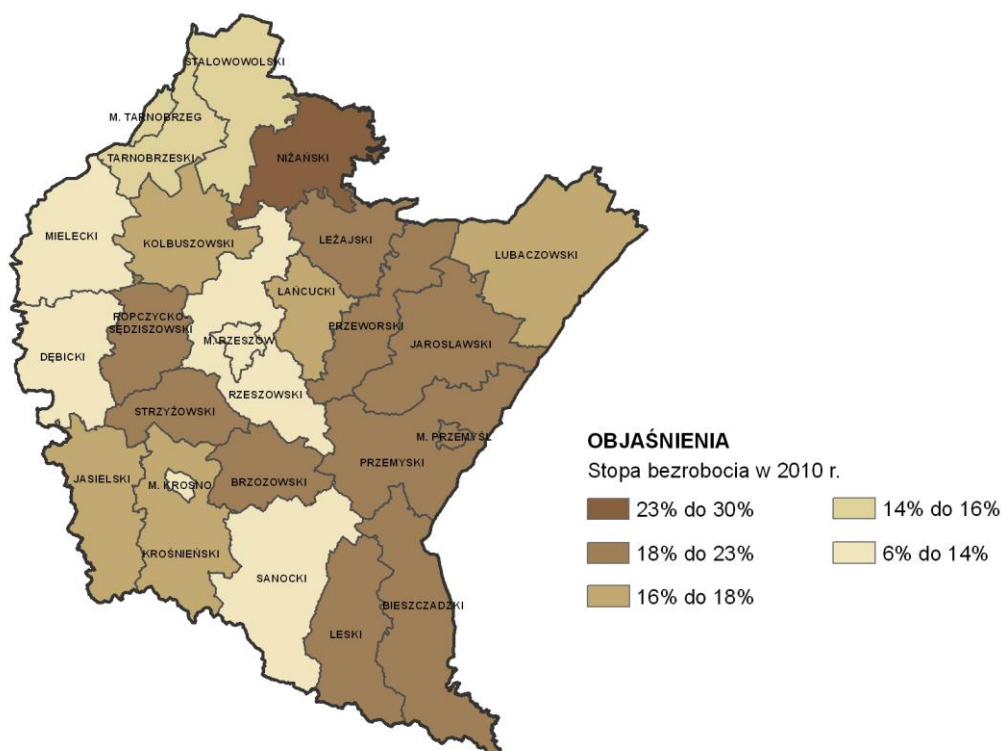 STALOWOWOLSKI
M. TARNOBRZEG
TARNOBRZESKI
NIŻAŃSKI
MIELECKI
KOLBUSZOWSKI
LEŻAJSKI
LUBACZOWSKI
ŁAŃCUCKI
ROPCZYCKO-
SĘDZISZOWSKI
PRZEWORSKI
M. RZESZÓW
JAROSŁAWSKI
DĘBICKI
RZESZOWSKI
STRZYŻOWSKI
M. PRZEMYŚL
PRZEMYSKI
JASIELSKI
M. KROSNO
BRZOZOWSKI
KROŚNIEŃSKI
SANOCKI
BIESZCZADZKI
LESKI
OBJAŚNIENIA
Stopa bezrobocia w 2010 r.
23% do 30%
14% do 16%
18% do 23%
6% do 14%
16% do 18%